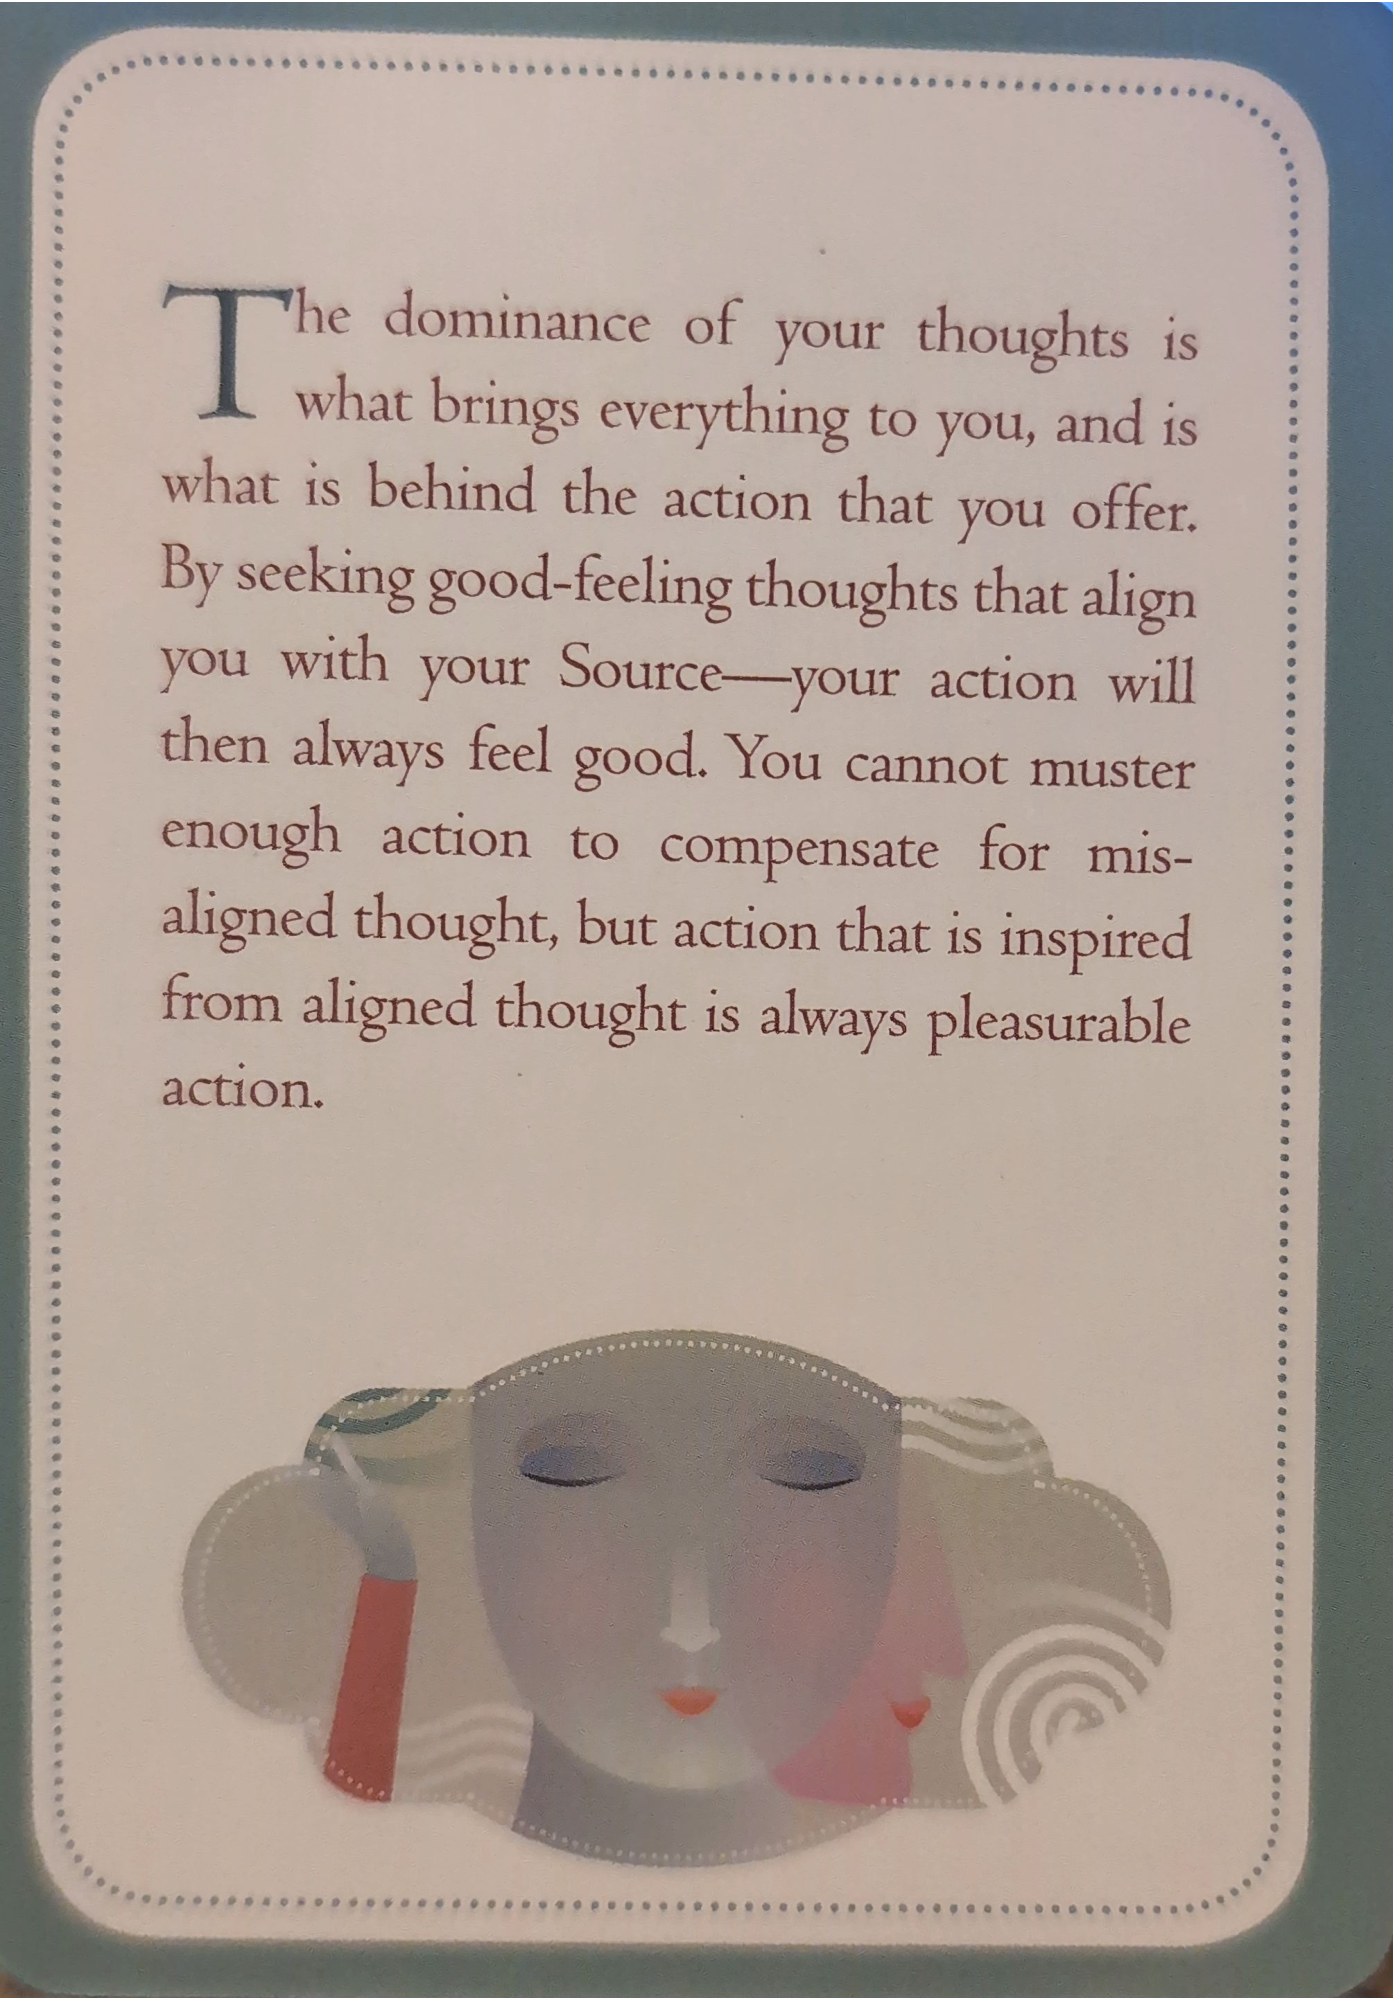 The dominance of your thoughts is
what brings everything to you, and is
what is behind the action that you offer.
By seeking good-feeling thoughts that align
you with your Source—your action will
then always feel good. You cannot muster
enough action to compensate for mis-
aligned thought, but action that is inspired
from aligned thought is always pleasurable
action.